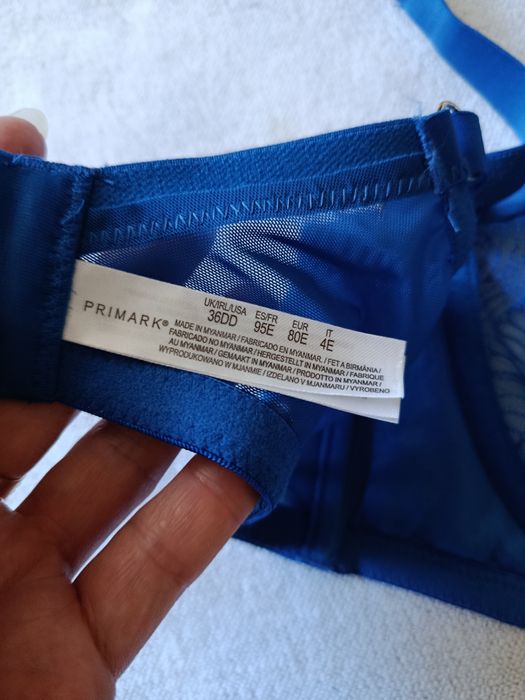 PRIMARK®
UK/IRL/USA ES/FR EUR IT
36DD 95E 80E 4E
MADE IN MYANMAR / FABRICADO EN MYANMAR / FET A BIRMÀNIA /
FABRICADO NO MYANMAR / HERGESTELLT IN MYANMAR / FABRIQUÉ
AU MYANMAR / GEMAAKT IN MYANMAR / PRODOTTO IN MYANMAR /
WYPRODUKOWANO W MJANMIE / IZDELANO V MJANMARU / VYROBENO